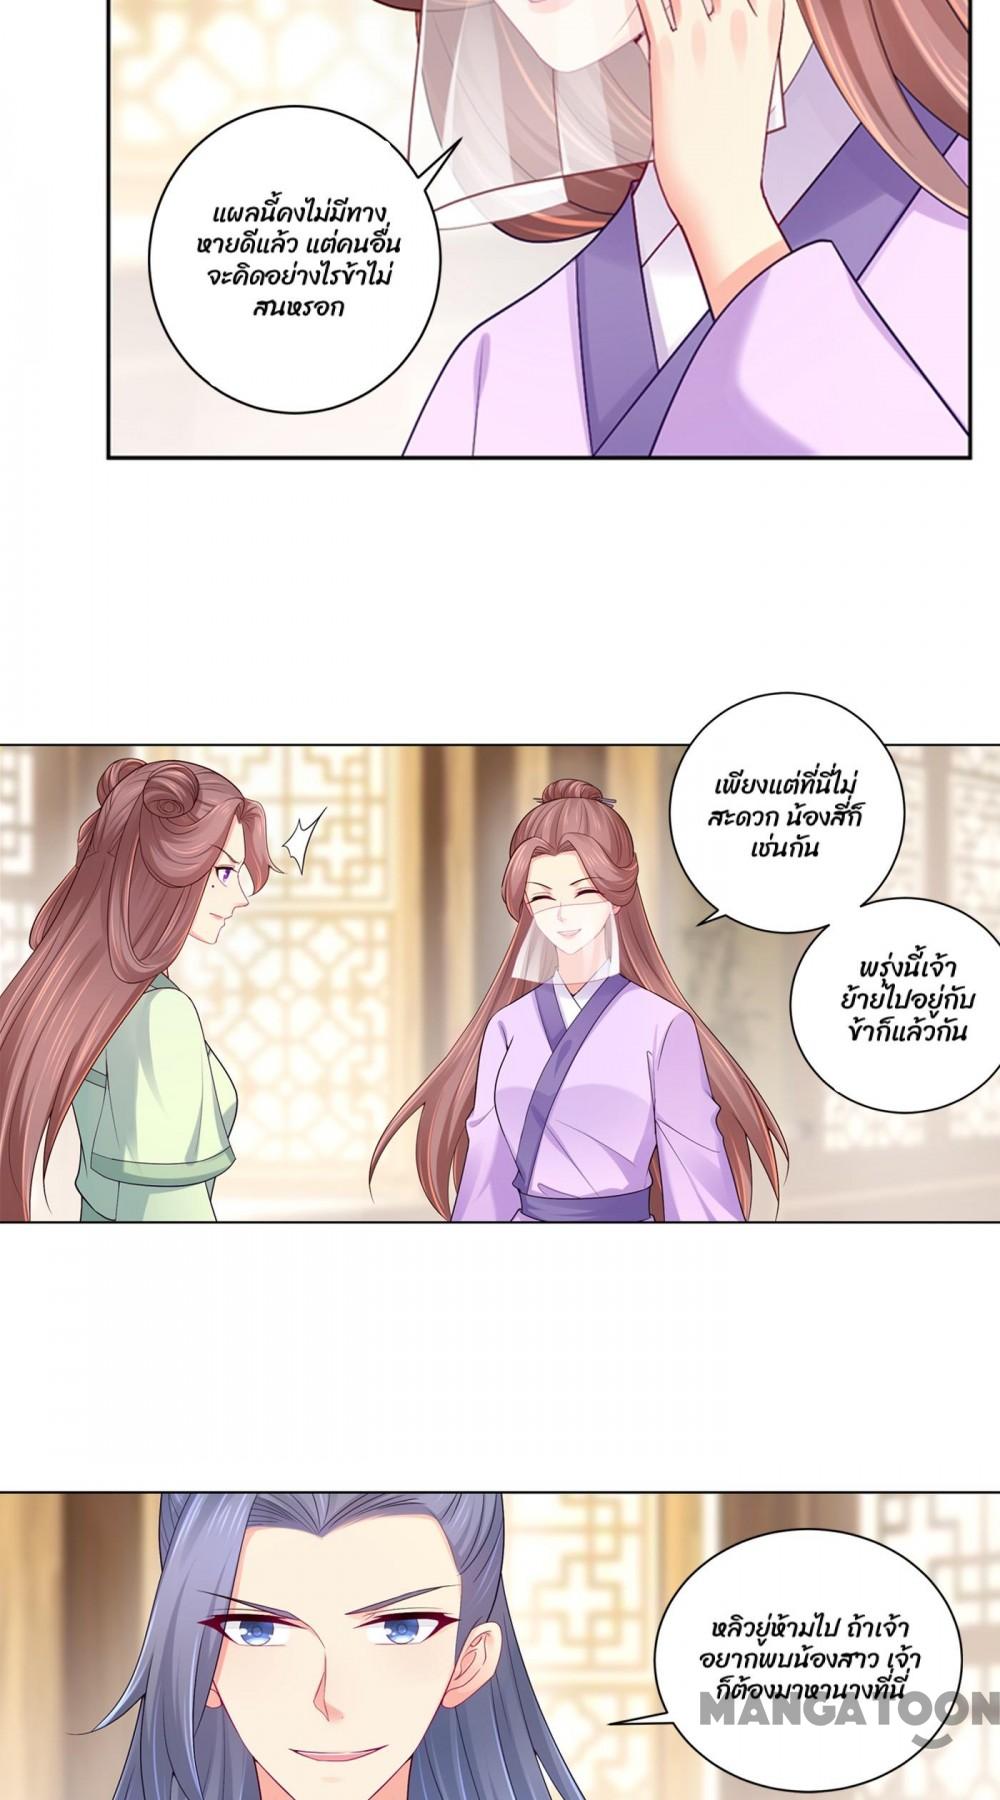 แผลนี้คงไม่มีทาง
หายดีแล้ว แต่คนอื่น
จะคิดอย่างไรข้าไม่
สนหรอก
เพียงแต่ที่นี่ไม่
สะดวก น้องสี่ก็
เช่นกัน
พรุ่งนี้เจ้า
ย้ายไปอยู่กับ
ข้าก็แล้วกัน
หลิวยู่ห้ามไป ถ้าเจ้า
อยากพบน้องสาว เจ้า
ก็ต้องมาหานางที่นี่
MANGATOON